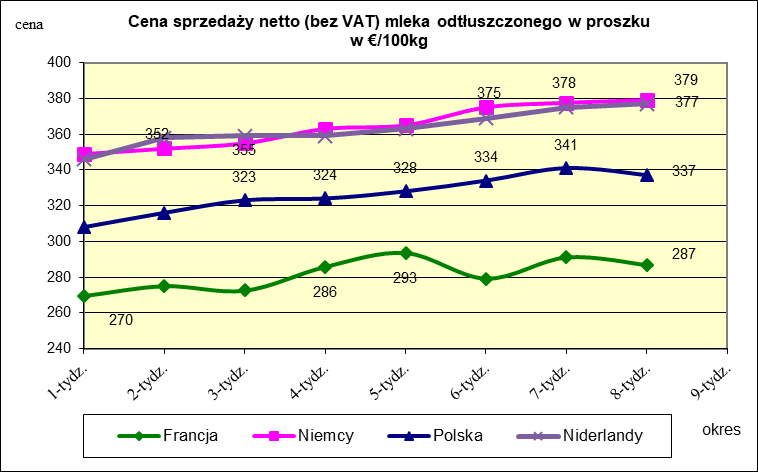 cena
Cena sprzedaży netto (bez VAT) mleka odtłuszczonego w proszku
w €/100kg
400
380
360
340
320
300
280
260
240
379
378
375
377
352
355
341
334
328
337
323
324
287
293
286
270
1-tydz.
2-tydz.
3-tydz.
4-tydz.
5-tydz.
6-tydz.
7-tydz.
8-tydz.
9-tydz.
Francja Niemcy Polska Niderlandy
okres